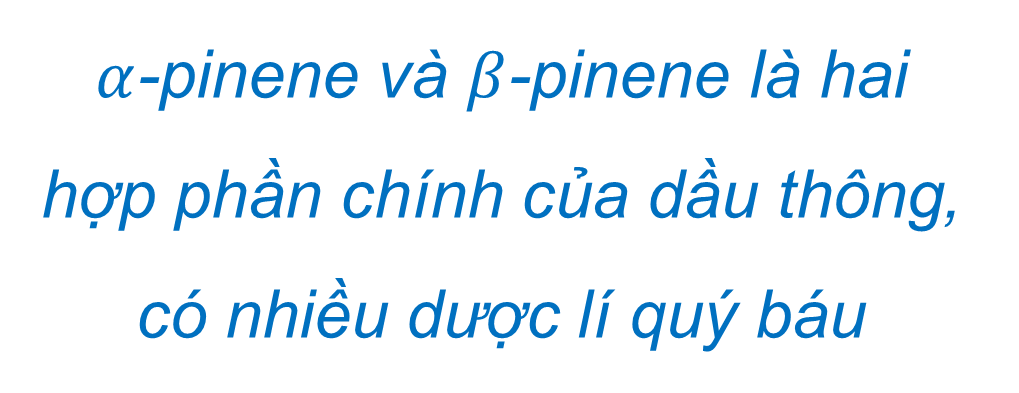 α-pinene và β-pinene là hai
hợp phần chính của dầu thông,
có nhiều dược lí quý báu